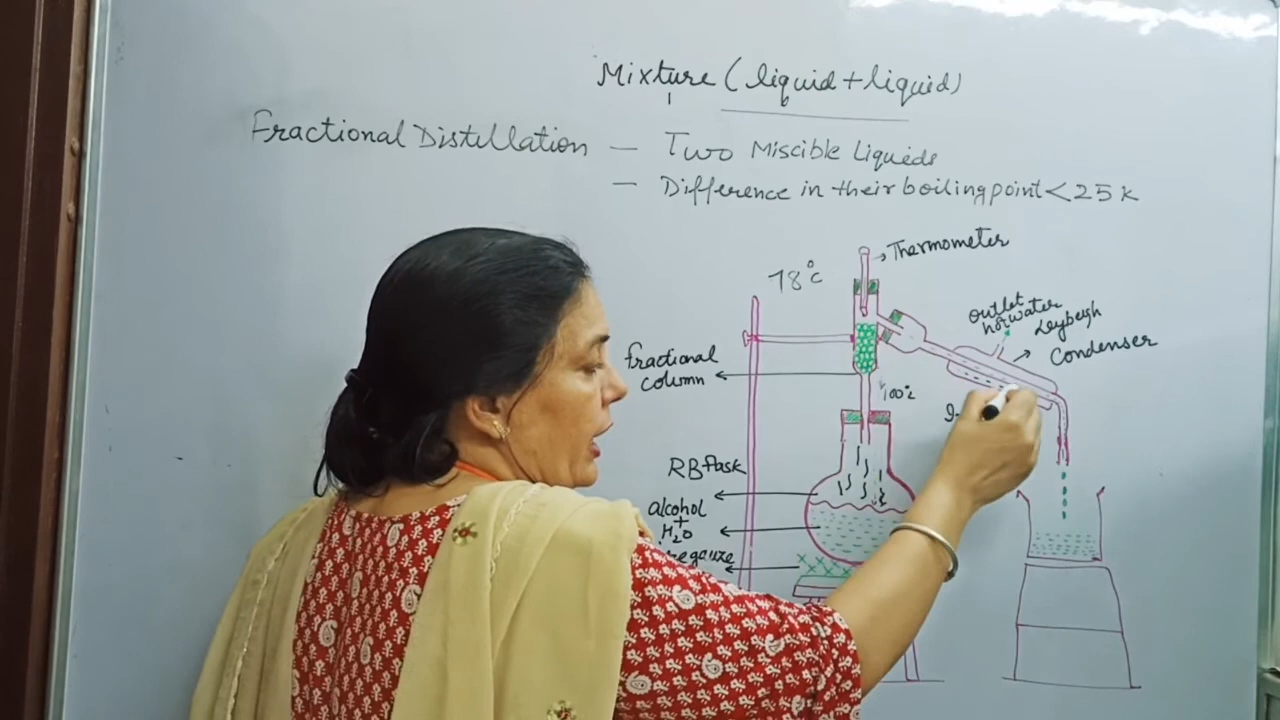 Mixture (liquid + liquid)
Fractional Distillation — Two Miscible Liquids
— Difference in their boiling point < 25 K
Thermometer
78°C
outlet
hot water
Leybeigh
Condenser
fractional
column
100°C
RB flask
alcohol
+
H2O